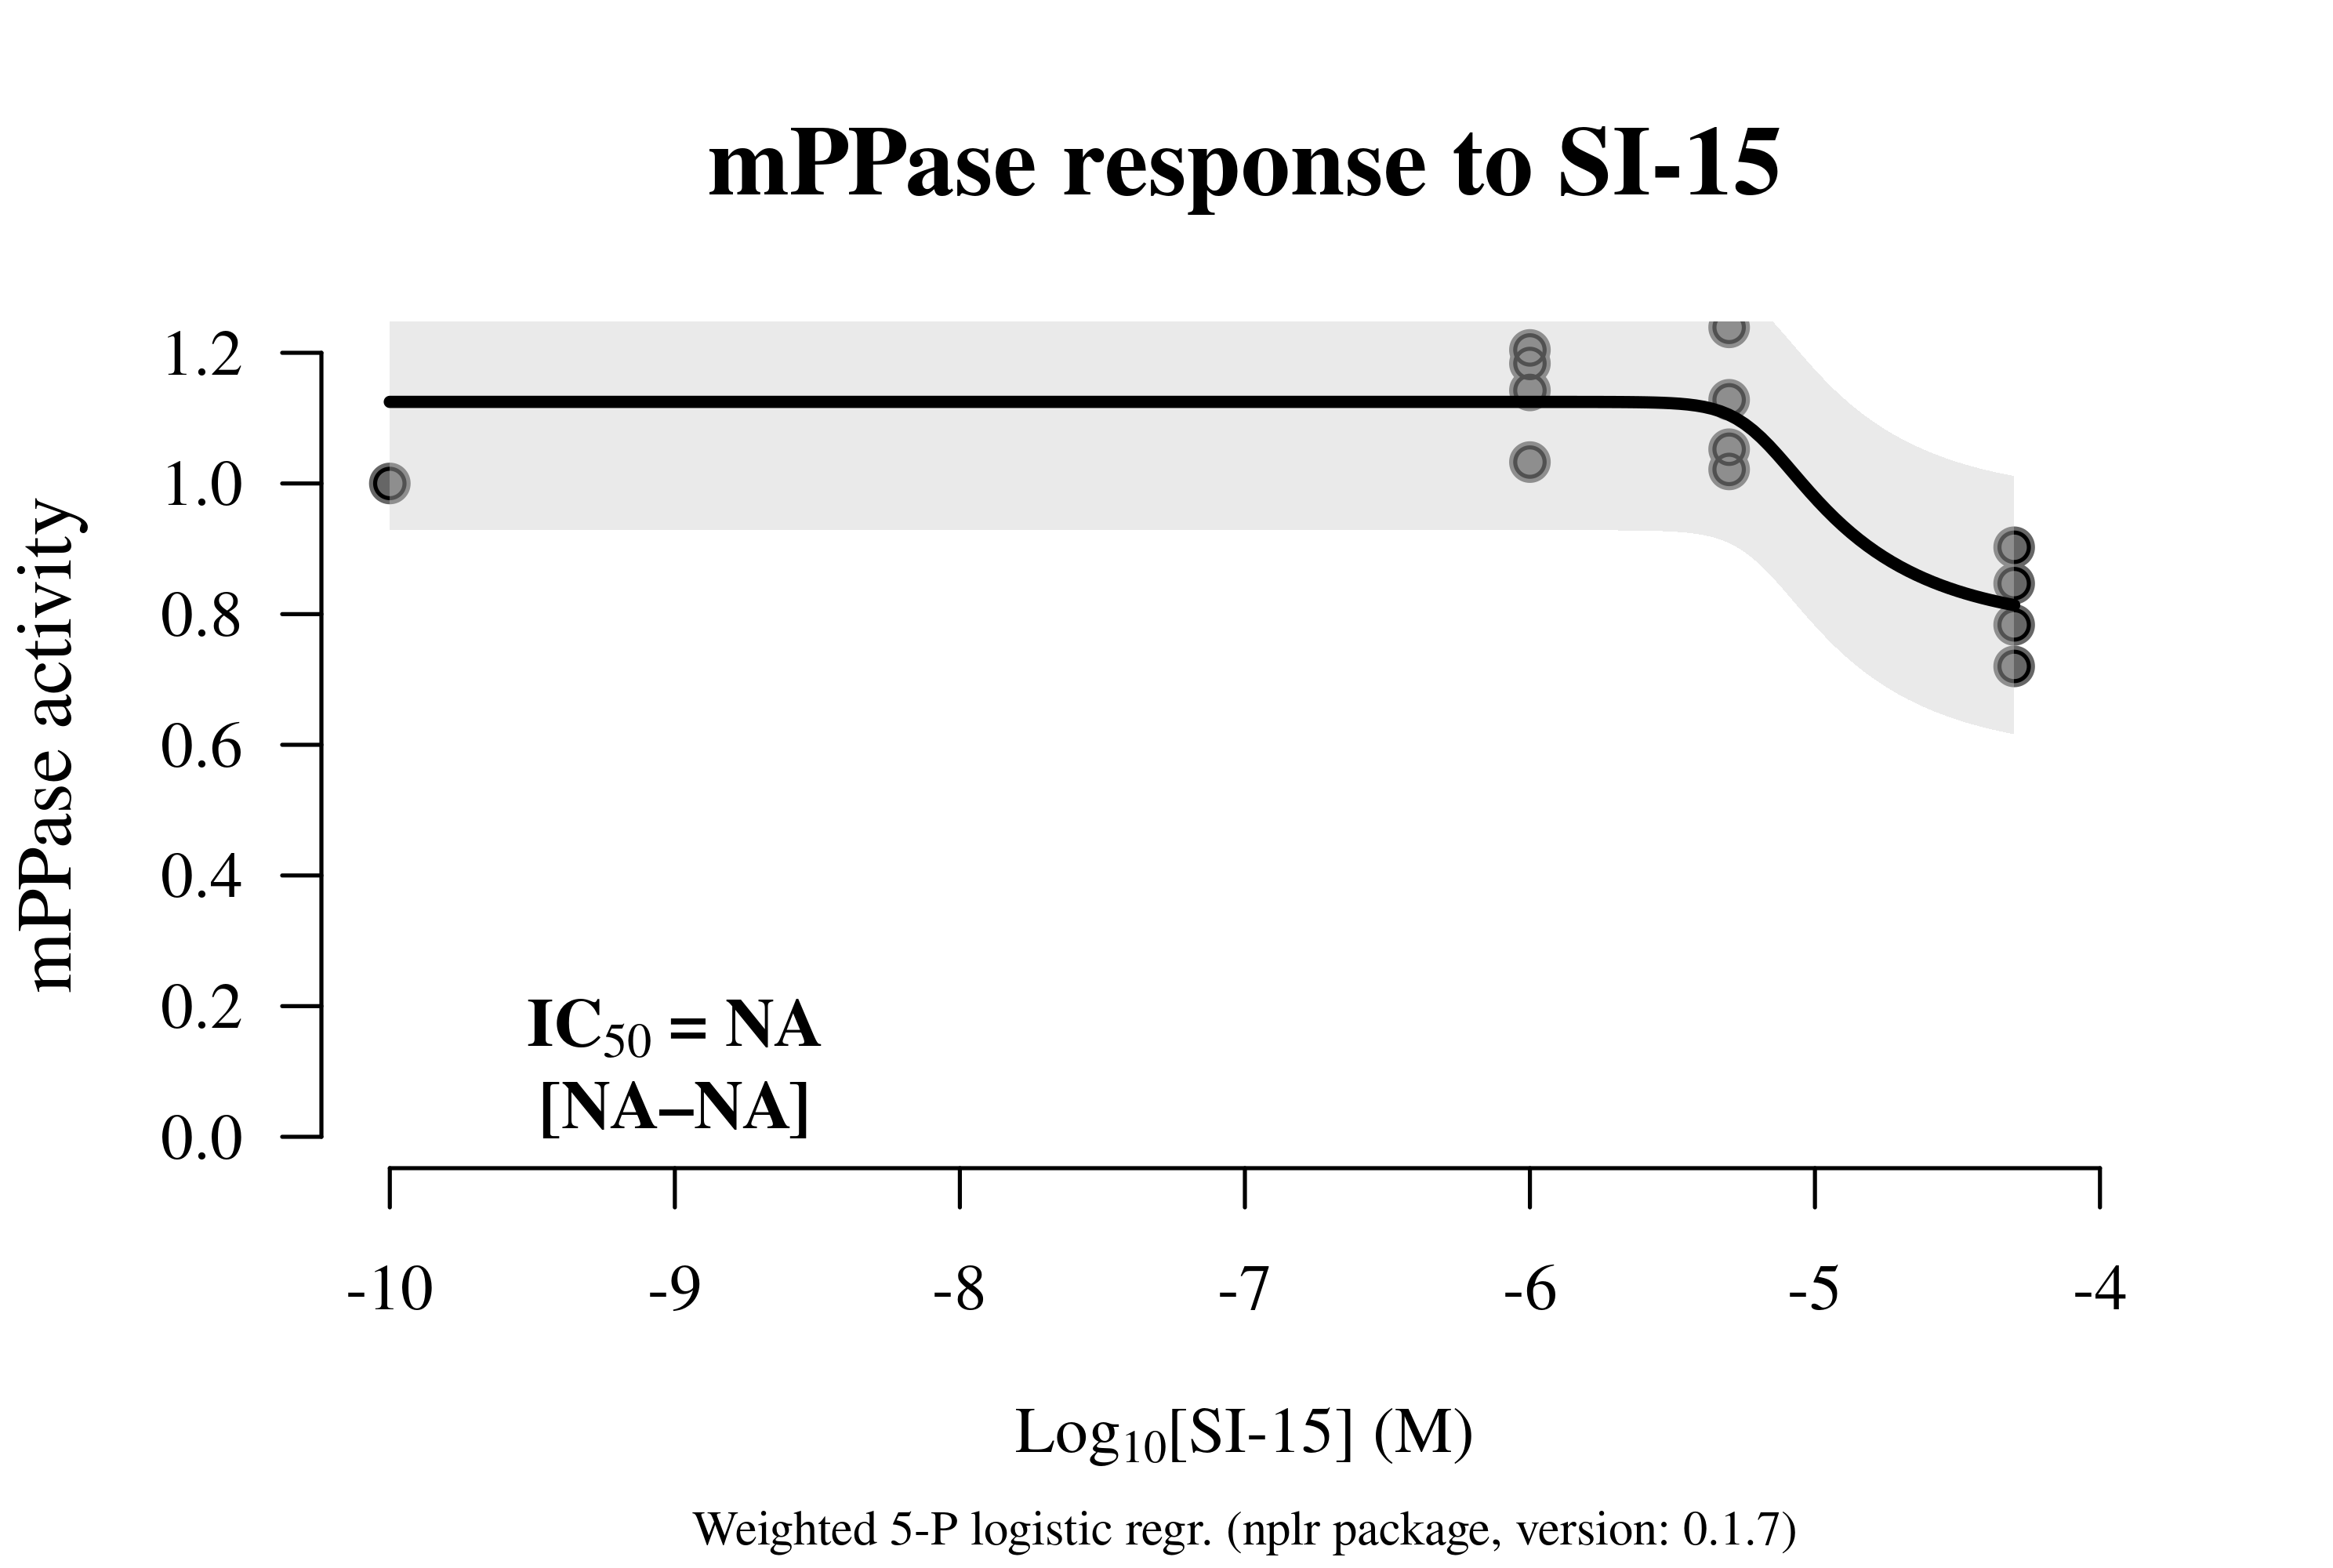 mPPase response to SI-15
mPPase activity
1.2
1.0
0.8
0.6
0.4
0.2
0.0
IC50 = NA
[NA–NA]
-10 -9 -8 -7 -6 -5 -4
Log10[SI-15] (M)
Weighted 5-P logistic regr. (nplr package, version: 0.1.7)